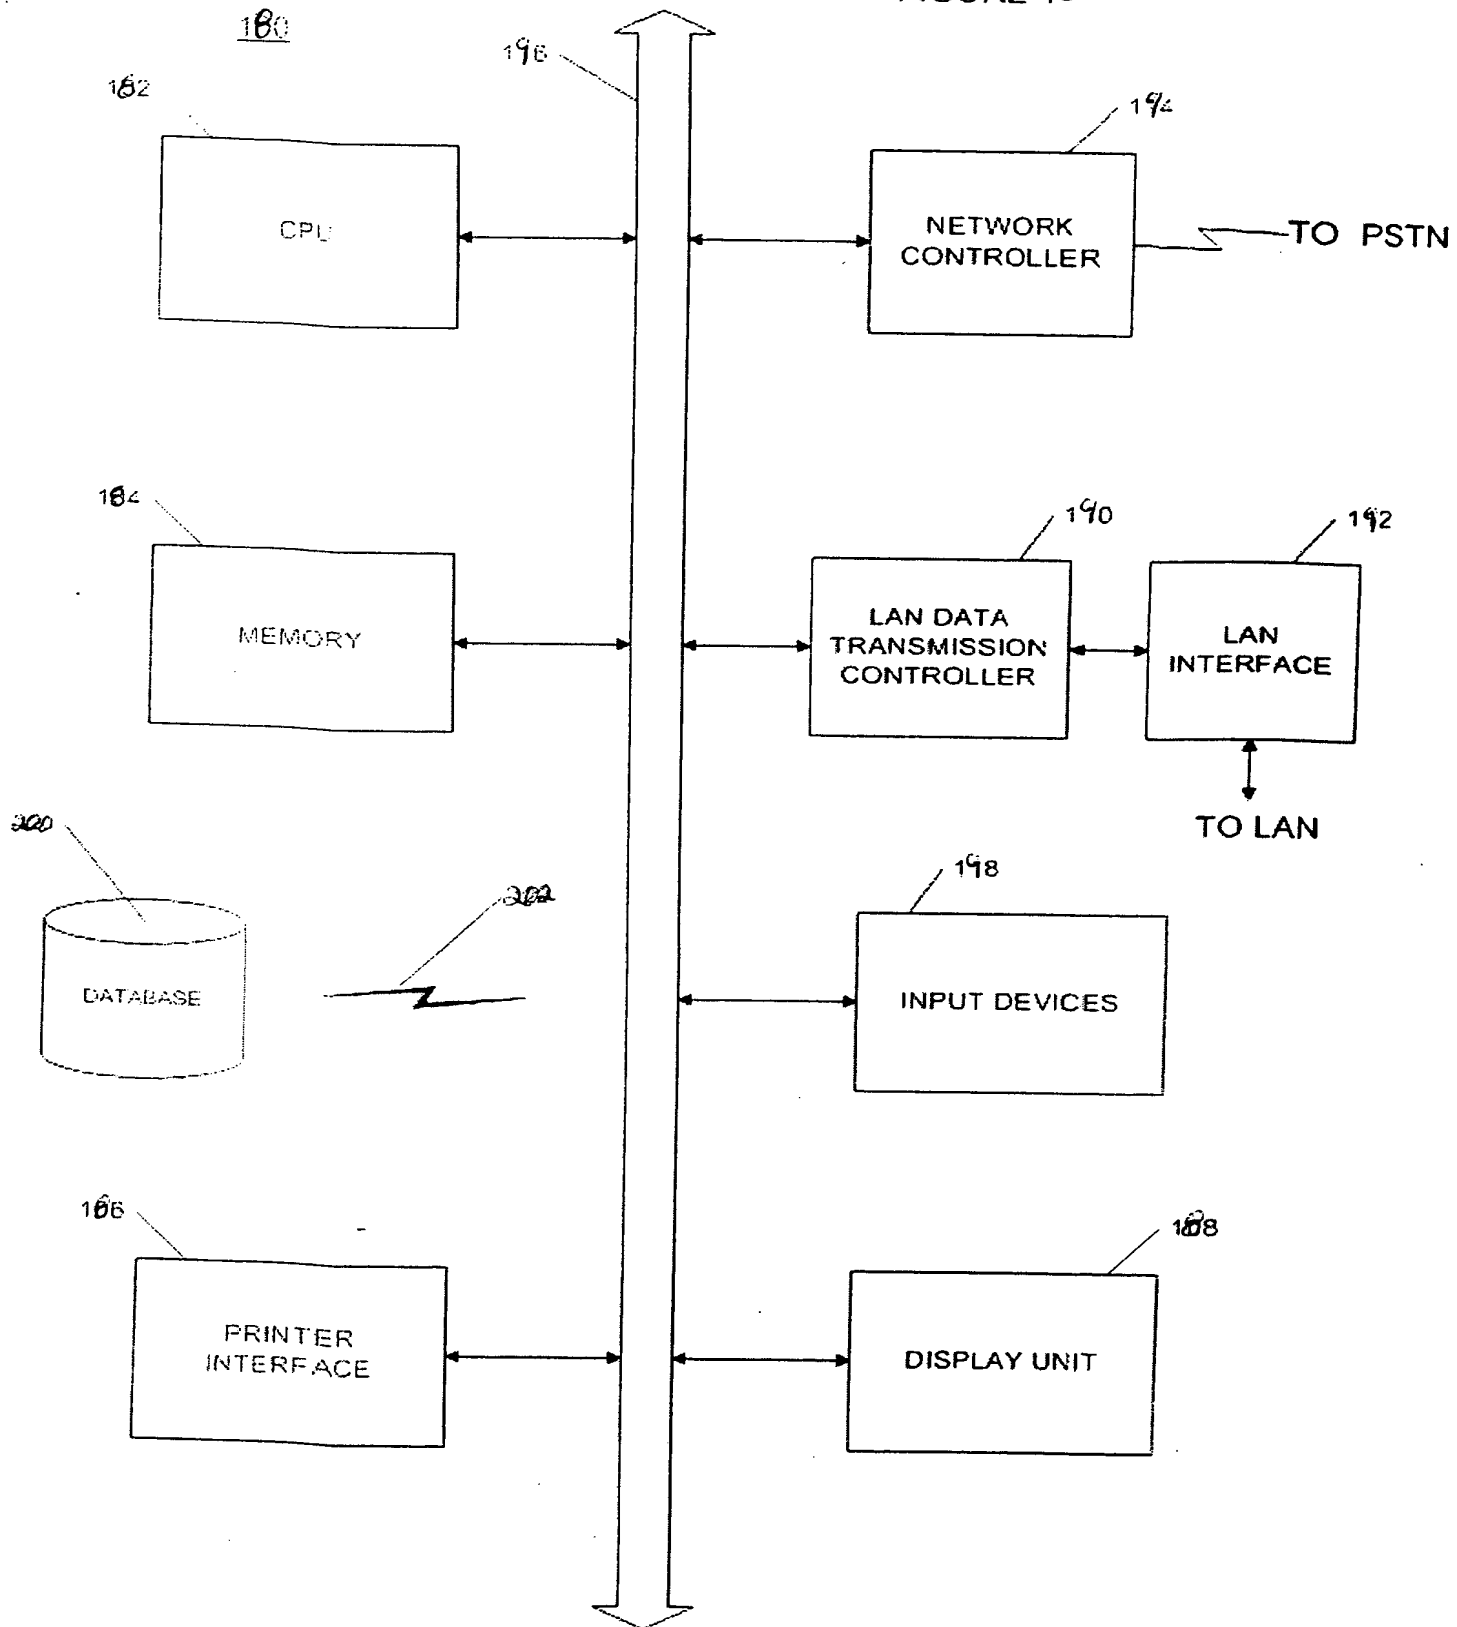 180
196
182
194
CPU
NETWORK
CONTROLLER
TO PSTN
184
190
192
MEMORY
LAN DATA
TRANSMISSION
CONTROLLER
LAN
INTERFACE
TO LAN
200
202
198
DATABASE
INPUT DEVICES
186
188
PRINTER
INTERFACE
DISPLAY UNIT